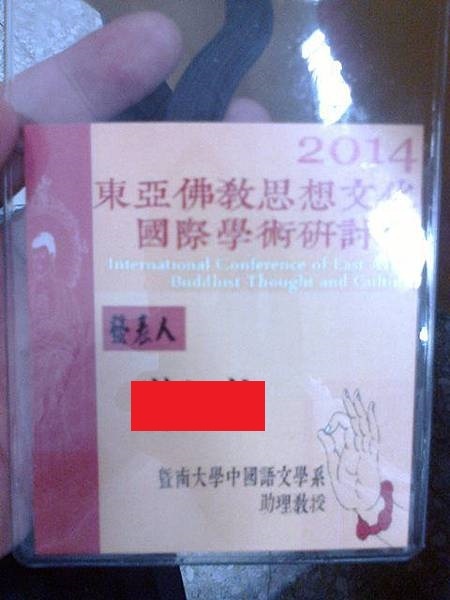 2014
東亞佛教思想文化
國際學術研討
International Conference of East
Buddhist Thought and Cultu
發表人
暨南大學中國語文學系
助理教授